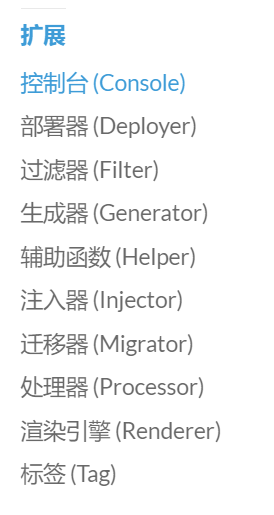 扩展
控制台 (Console)
部署器 (Deployer)
过滤器 (Filter)
生成器 (Generator)
辅助函数 (Helper)
注入器 (Injector)
迁移器 (Migrator)
处理器 (Processor)
渲染引擎 (Renderer)
标签 (Tag)